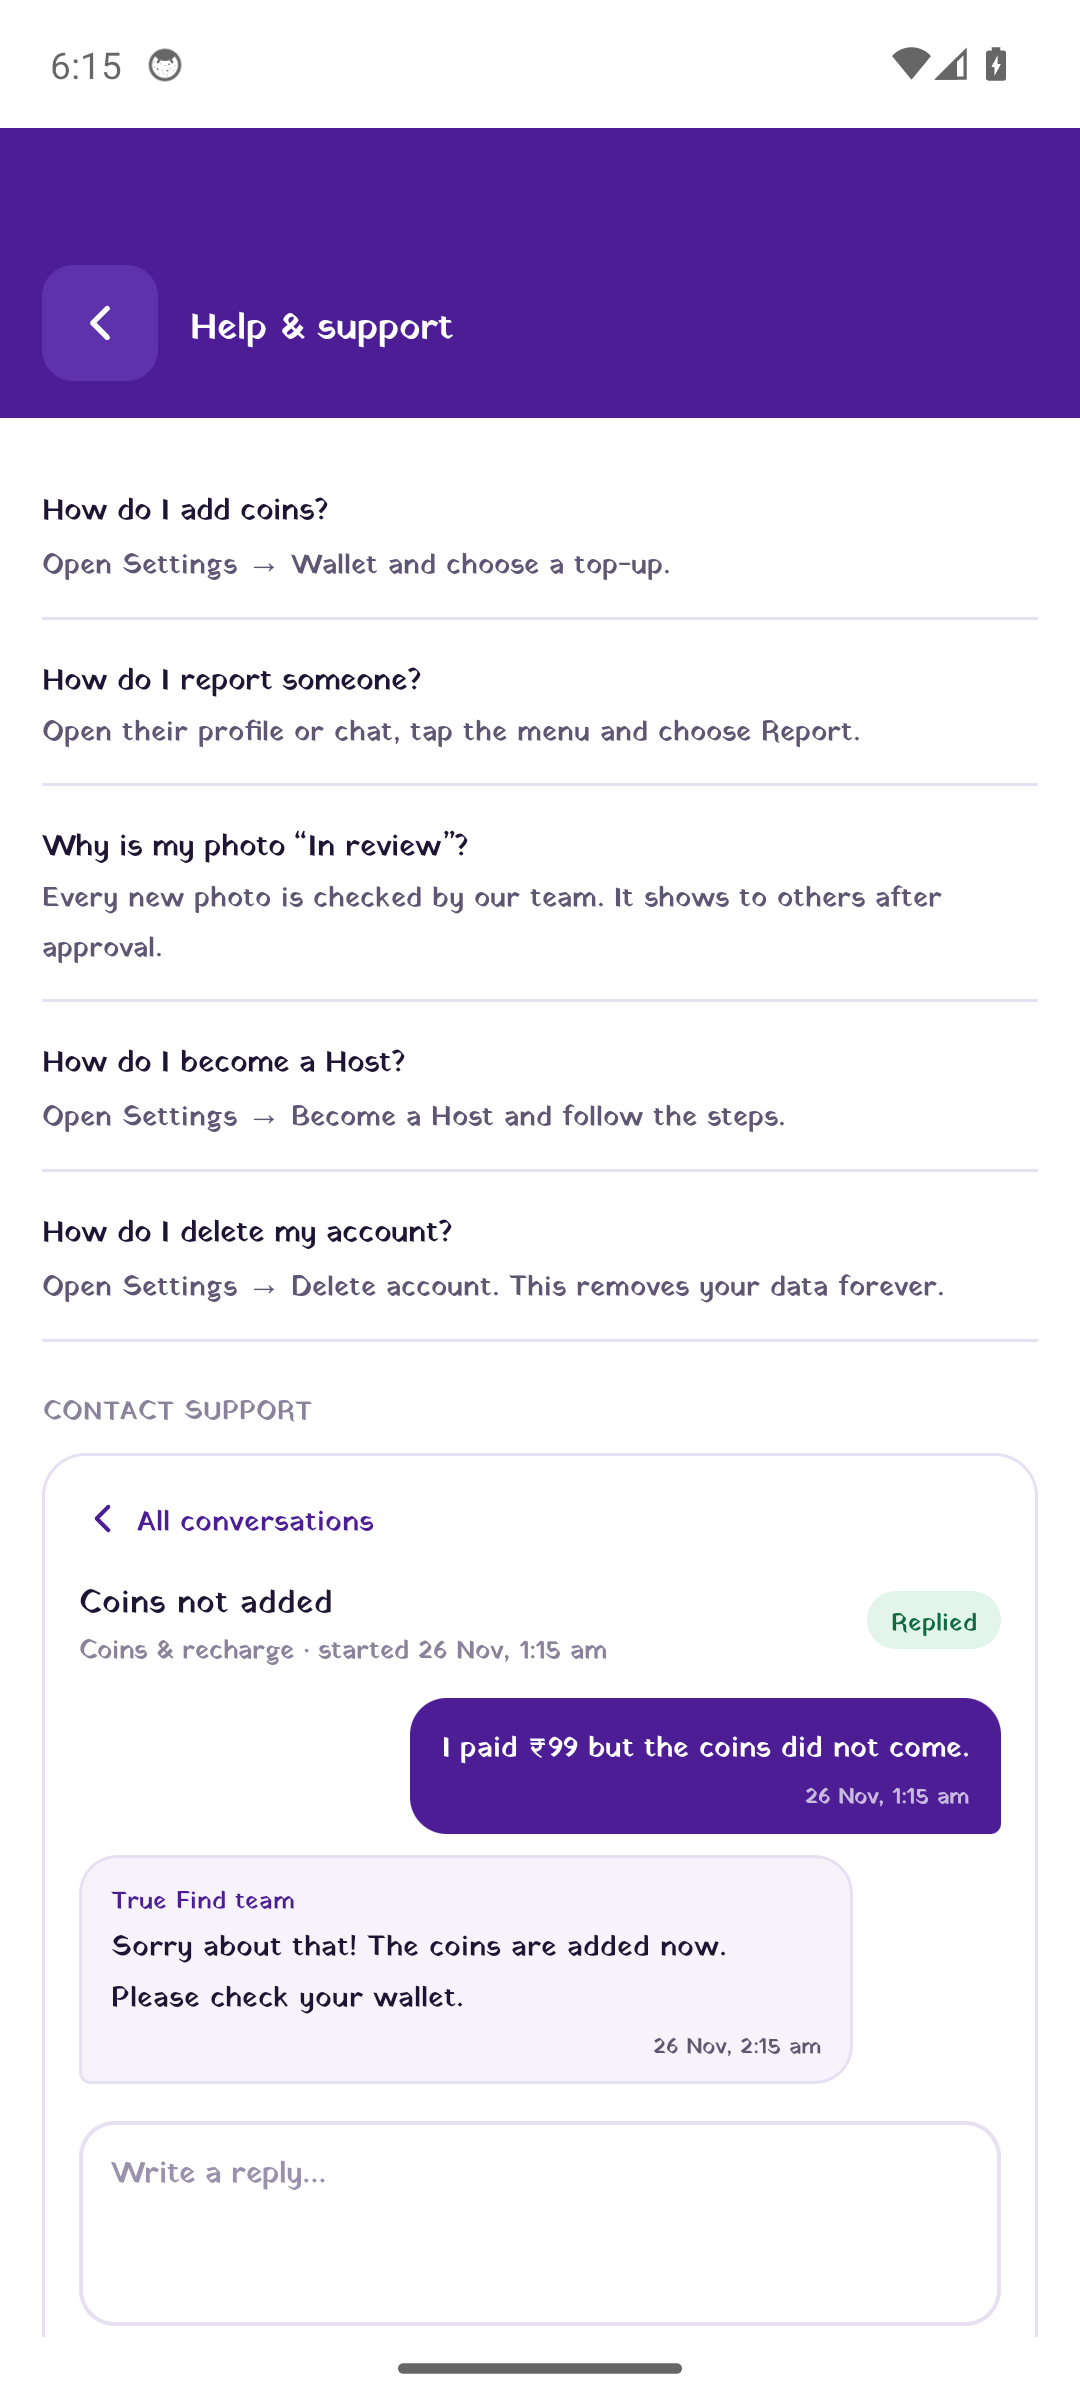 6:15
Help & support
How do I add coins?
Open Settings → Wallet and choose a top-up.
How do I report someone?
Open their profile or chat, tap the menu and choose Report.
Why is my photo “In review”?
Every new photo is checked by our team. It shows to others after
approval.
How do I become a Host?
Open Settings → Become a Host and follow the steps.
How do I delete my account?
Open Settings → Delete account. This removes your data forever.
CONTACT SUPPORT
All conversations
Coins not added
Replied
Coins & recharge · started 26 Nov, 1:15 am
I paid ₹99 but the coins did not come.
26 Nov, 1:15 am
True Find team
Sorry about that! The coins are added now.
Please check your wallet.
26 Nov, 2:15 am
Write a reply...